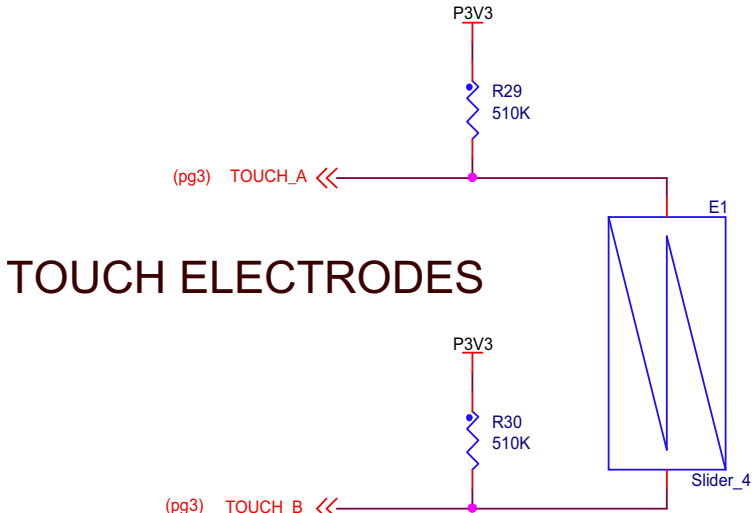 P3V3
R29
510K
(pg3) TOUCH_A
E1
TOUCH ELECTRODES
P3V3
R30
510K
Slider_4
(pg3) TOUCH_B